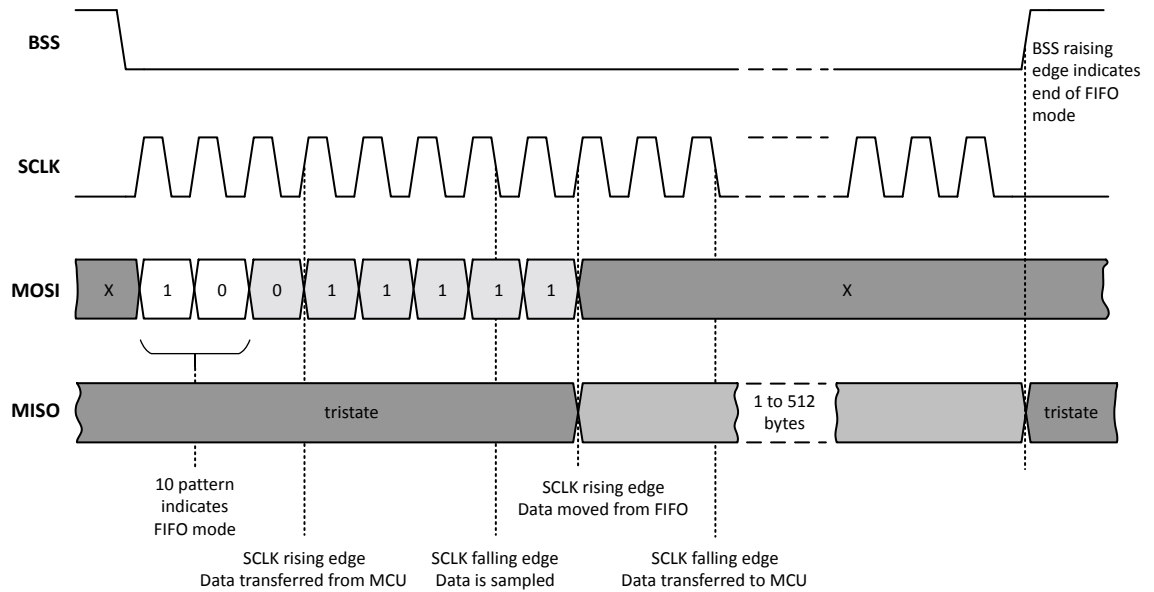 BSS
BSS raising
edge indicates
end of FIFO
mode
SCLK
MOSI
X
1
0
0
1
1
1
1
1
X
MISO
tristate
1 to 512
bytes
tristate
10 pattern
indicates
FIFO mode
SCLK rising edge
Data moved from FIFO
SCLK rising edge
Data transferred from MCU
SCLK falling edge
Data is sampled
SCLK falling edge
Data transferred to MCU